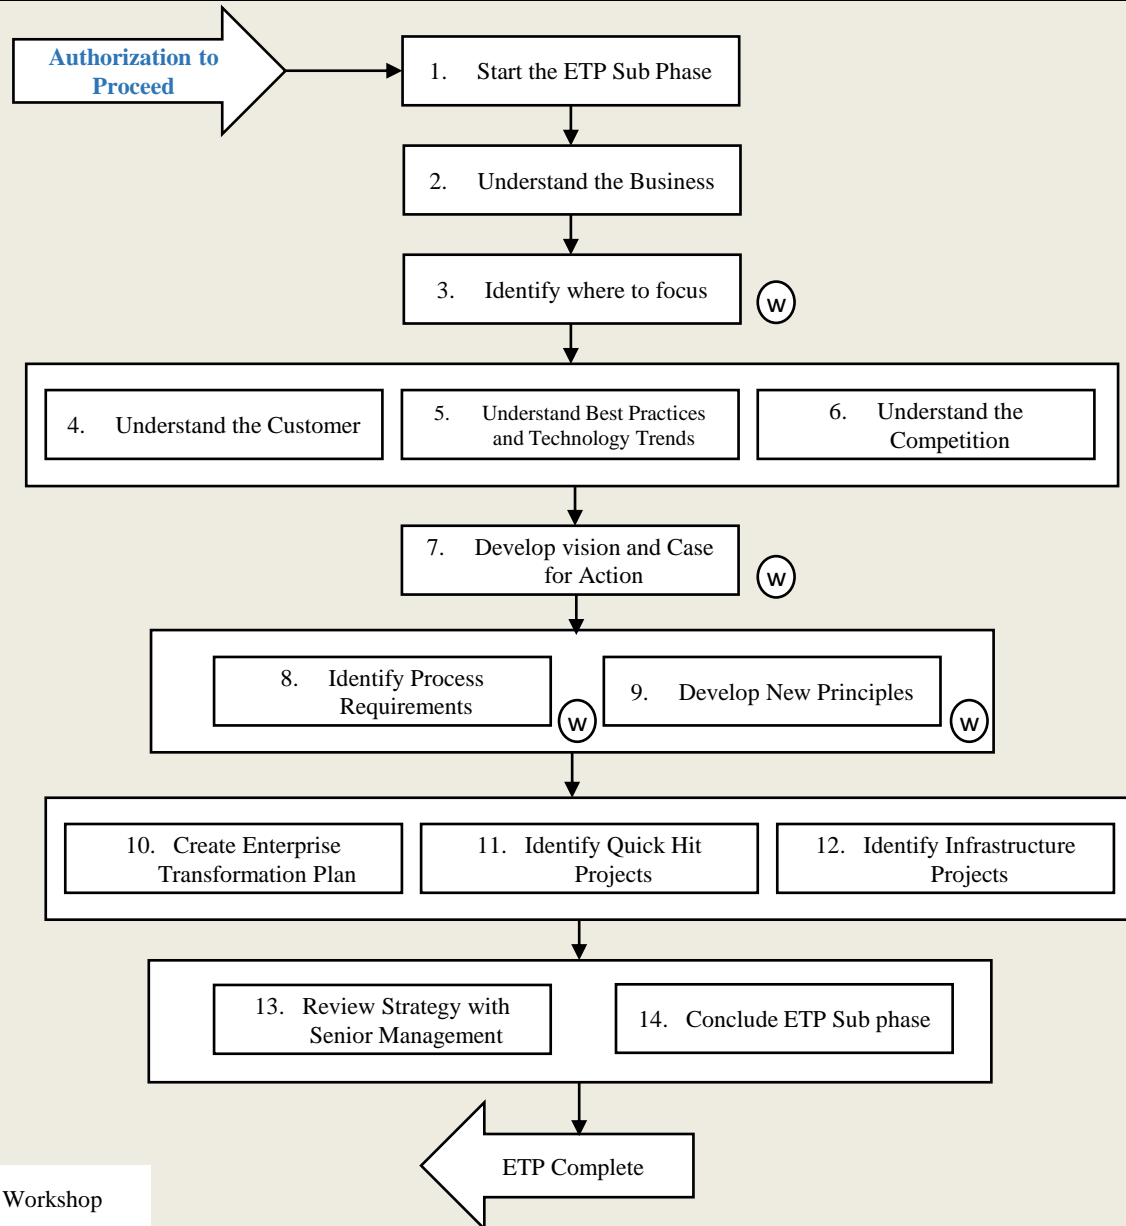 Authorization to
Proceed
1. Start the ETP Sub Phase
2. Understand the Business
3. Identify where to focus
w
4. Understand the Customer
5. Understand Best Practices
and Technology Trends
6. Understand the
Competition
7. Develop vision and Case
for Action
w
8. Identify Process
Requirements
w
9. Develop New Principles
w
10. Create Enterprise
Transformation Plan
11. Identify Quick Hit
Projects
12. Identify Infrastructure
Projects
13. Review Strategy with
Senior Management
14. Conclude ETP Sub phase
ETP Complete
Workshop